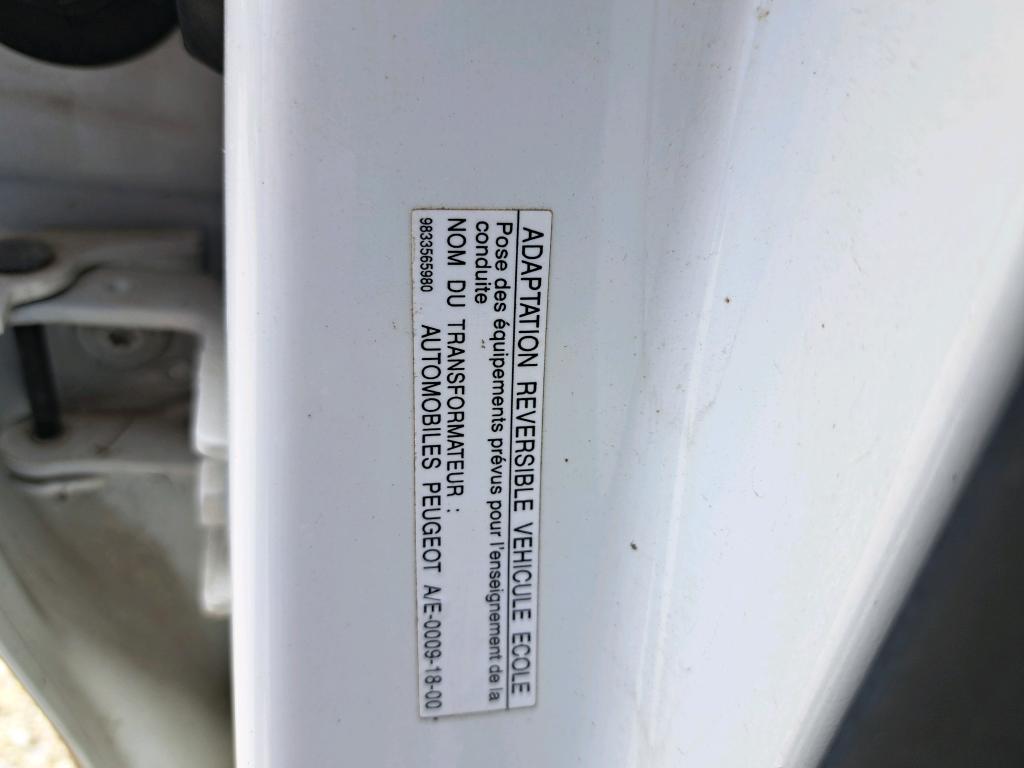 ADAPTATION REVERSIBLE VEHICULE ECOLE
Pose des équipements prévus pour l'enseignement de la
conduite
NOM DU TRANSFORMATEUR :
AUTOMOBILES PEUGEOT A/E-0009-18-00
9833565980